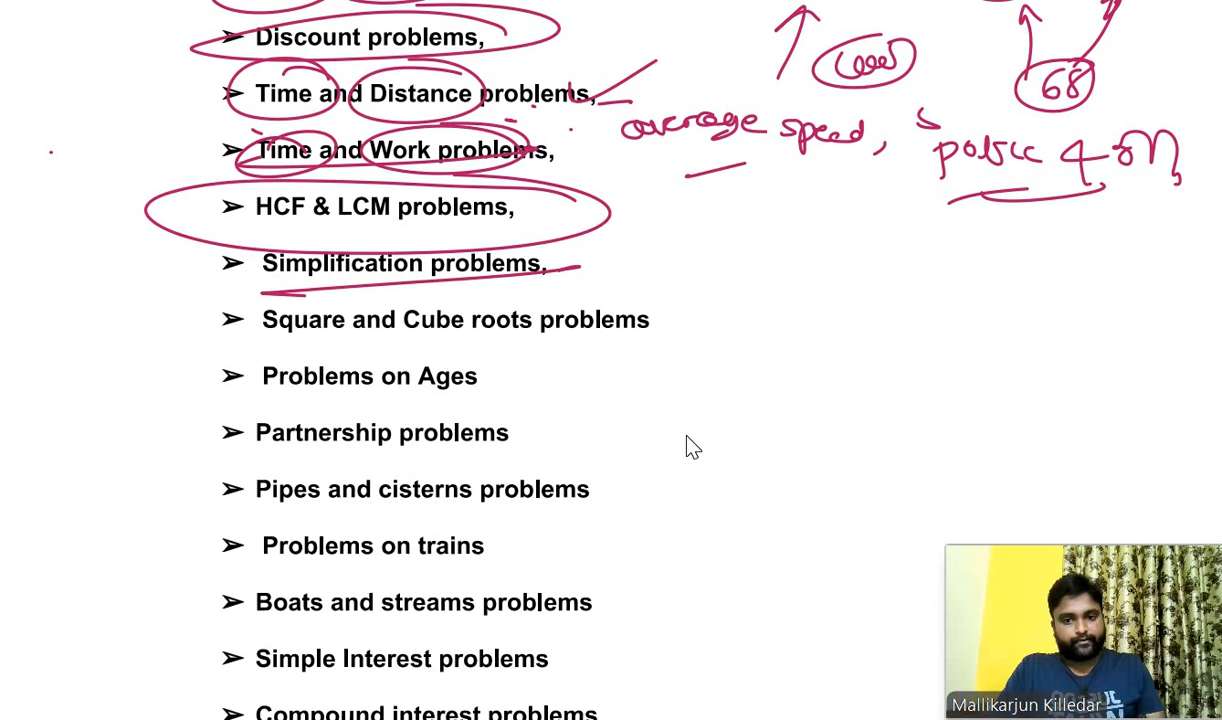 Discount problems,
Time and Distance problems,
68
average speed,
Time and Work problems,
HCF & LCM problems,
Simplification problems,
Square and Cube roots problems
Problems on Ages
Partnership problems
Pipes and cisterns problems
Problems on trains
Boats and streams problems
Simple Interest problems
Compound interest problems
Mallikarjun Killedar